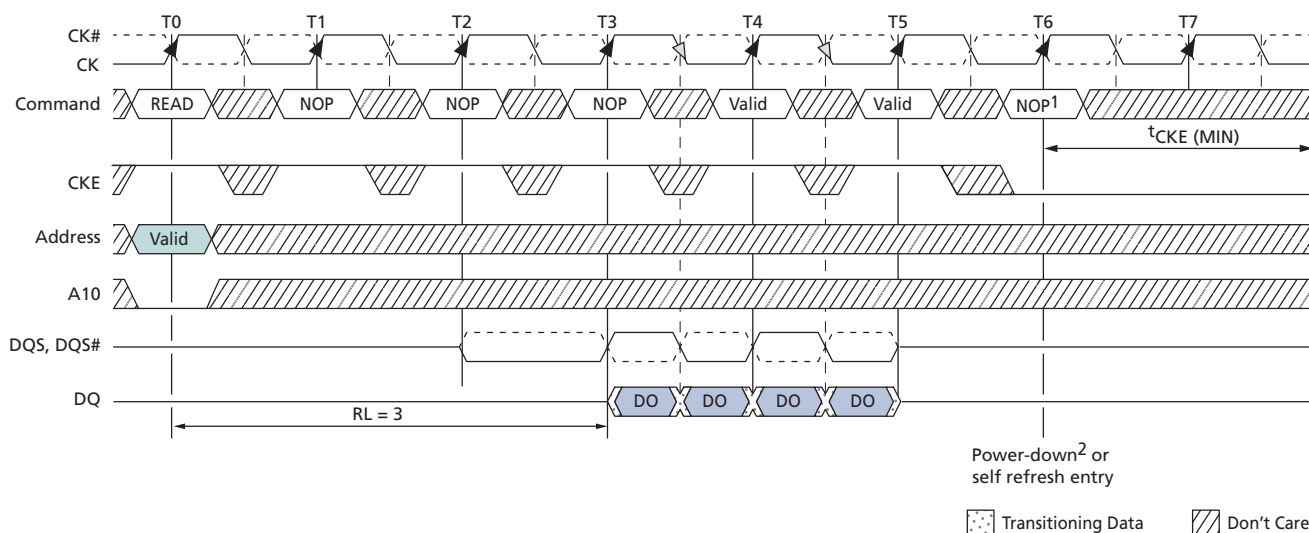 T0 T1 T2 T3 T4 T5 T6 T7
CK#
CK
Command READ NOP NOP NOP Valid Valid NOP1
tCKE (MIN)
CKE
Address Valid
A10
DQS, DQS#
DQ DO DO DO DO
RL = 3
Power-down2 or
self refresh entry
Transitioning Data Don't Care